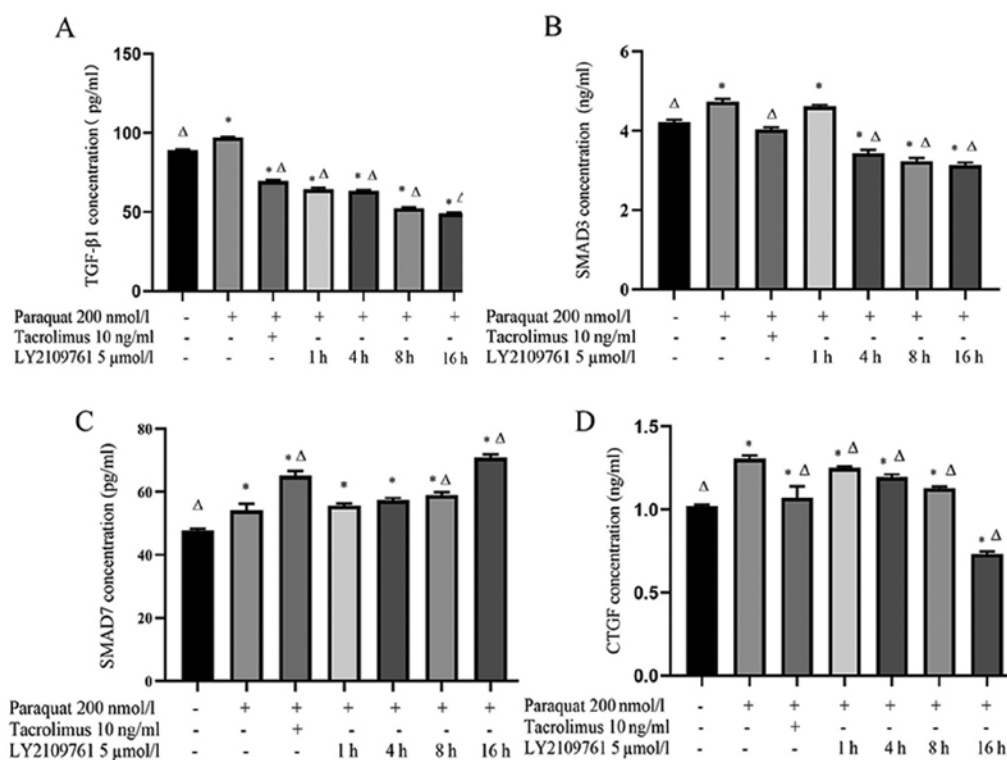 A
TGF-β1 concentration ( pg/ml)
150
100
50
0
Δ
*
* Δ
* Δ
* Δ
* Δ
* Δ
Paraquat 200 nmol/l - + + + + + +
Tacrolimus 10 ng/ml - - +
LY2109761 5 μmol/l - - - 1 h 4 h 8 h 16 h
B
SMAD3 concentration (ng/ml)
6
4
2
0
Δ
*
Δ
*
* Δ
* Δ
* Δ
Paraquat 200 nmol/l - + + + + + +
Tacrolimus 10 ng/ml - - +
LY2109761 5 μmol/l - - - 1 h 4 h 8 h 16 h
C
SMAD7 concentration (pg/ml)
80
60
40
20
0
Δ
*
* Δ
*
*
* Δ
* Δ
Paraquat 200 nmol/l - + + + + + +
Tacrolimus 10 ng/ml - - +
LY2109761 5 μmol/l - - - 1 h 4 h 8 h 16 h
D
CTGF concentration (ng/ml)
1.5
1.0
0.5
0.0
Δ
*
* Δ
* Δ
* Δ
* Δ
* Δ
Paraquat 200 nmol/l - + + + + + +
Tacrolimus 10 ng/ml - - +
LY2109761 5 μmol/l - - - 1 h 4 h 8 h 16 h